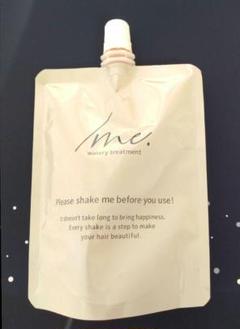 me.
watery treatment
Please shake me before you use!
It doesn't take long to bring happiness.
Every shake is a step to make
your hair beautiful.